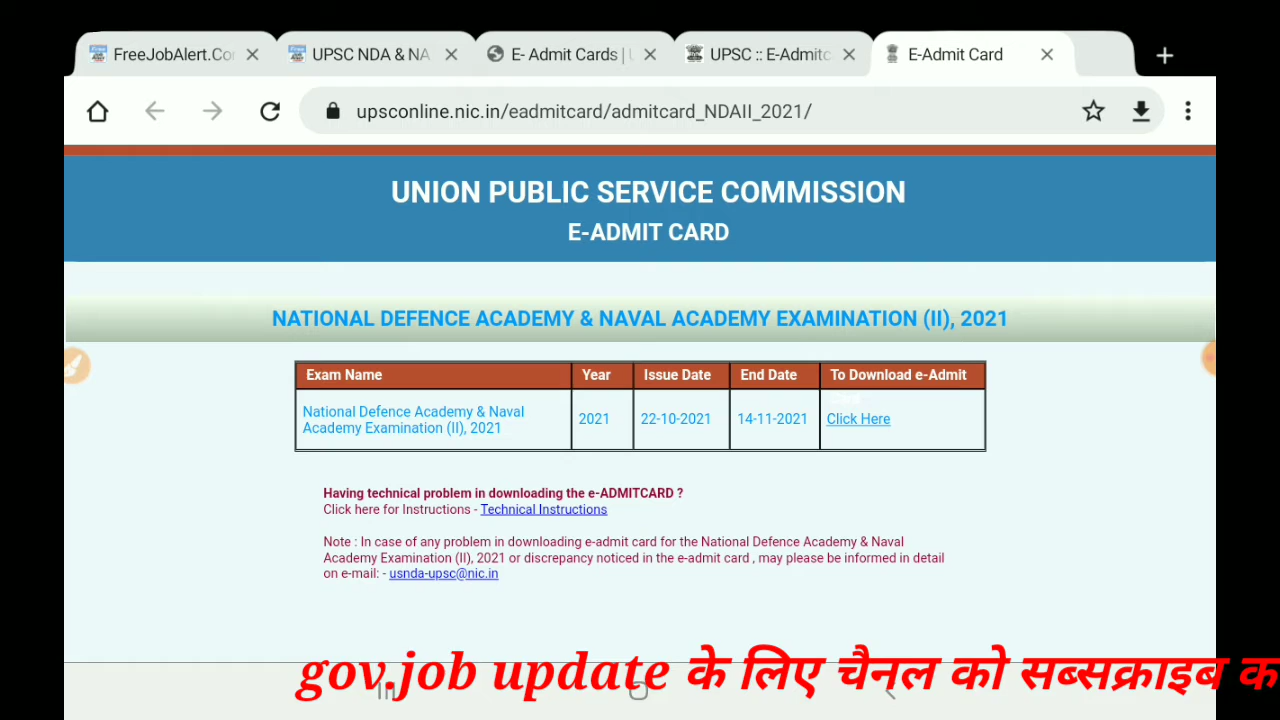 FreeJobAlert.Co
UPSC NDA & NA
E- Admit Cards |
UPSC :: E-Admitc
E-Admit Card
upsconline.nic.in/eadmitcard/admitcard_NDAII_2021/
UNION PUBLIC SERVICE COMMISSION
E-ADMIT CARD
NATIONAL DEFENCE ACADEMY & NAVAL ACADEMY EXAMINATION (II), 2021
Exam Name Year Issue Date End Date To Download e-Admit
National Defence Academy & Naval
Academy Examination (II), 2021 2021 22-10-2021 14-11-2021 Click Here
Having technical problem in downloading the e-ADMITCARD ?
Click here for Instructions - Technical Instructions
Note : In case of any problem in downloading e-admit card for the National Defence Academy & Naval
Academy Examination (II), 2021 or discrepancy noticed in the e-admit card , may please be informed in detail
on e-mail: - usnda-upsc@nic.in
gov.job update के लिए चैनल को सब्सक्राइब क